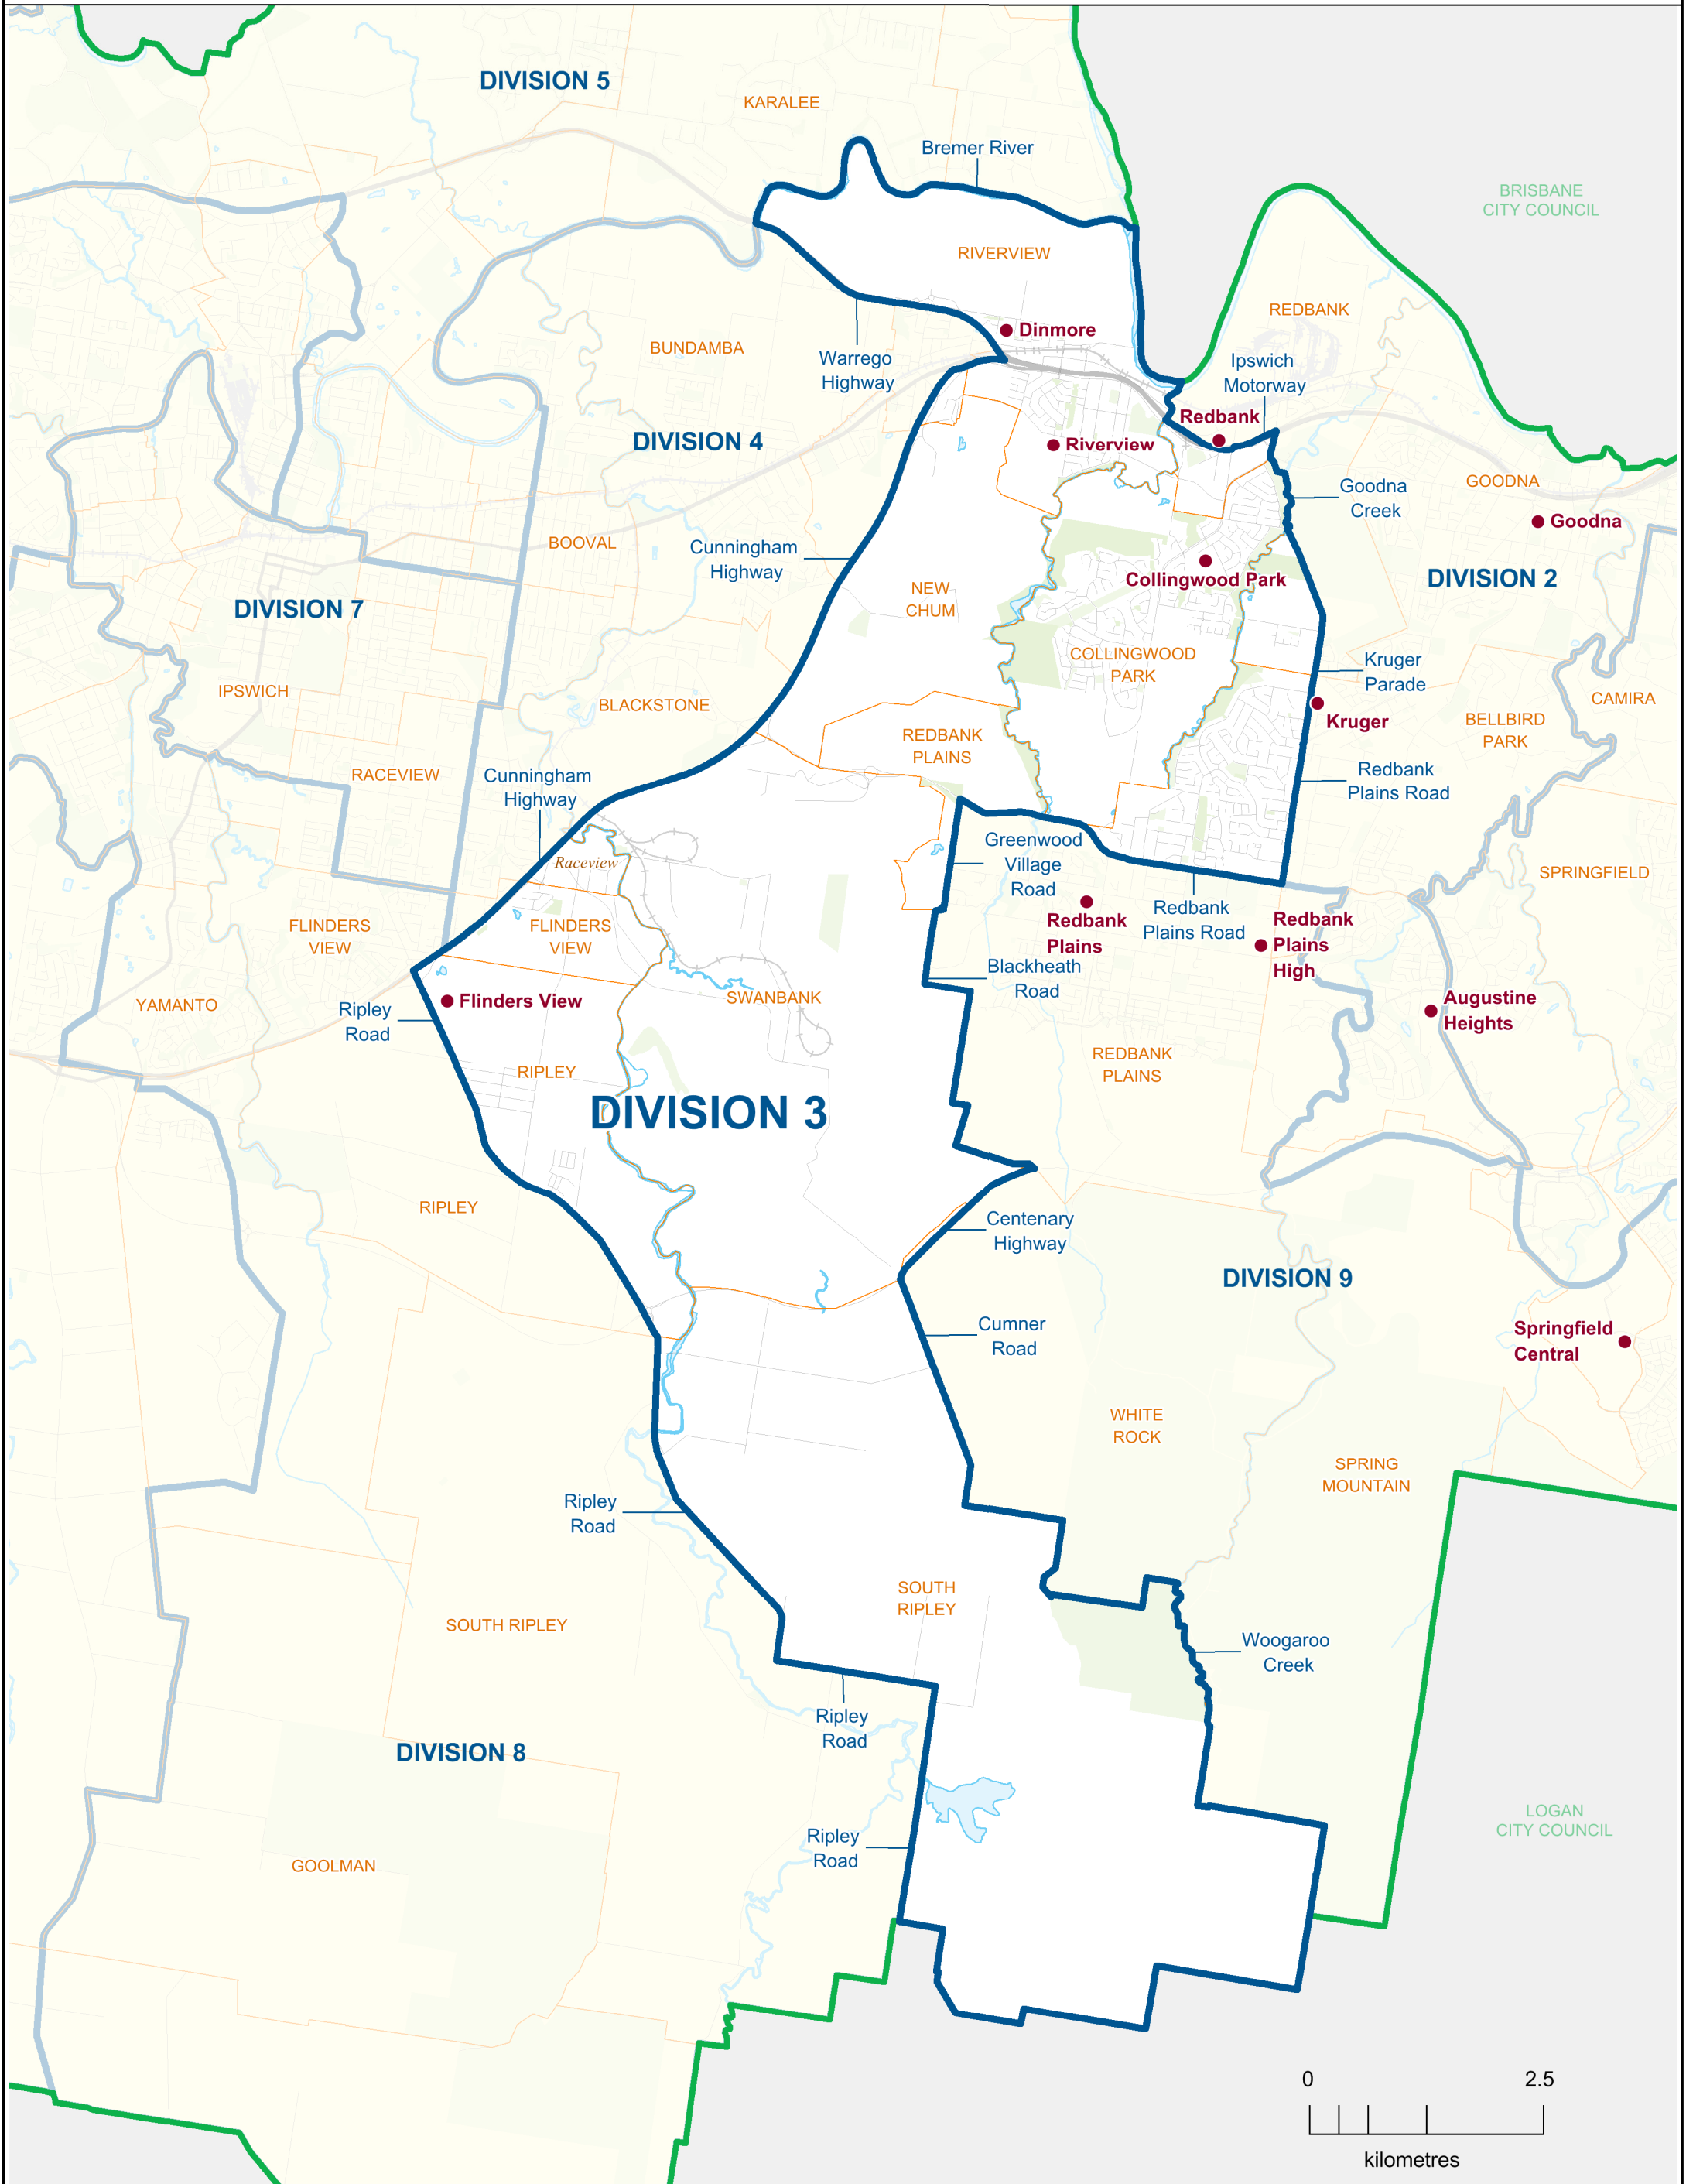 DIVISION 5
KARALEE
Bremer River
BRISBANE
CITY COUNCIL
RIVERVIEW
REDBANK
Dinmore
BUNDAMBA
Warrego
Highway
Ipswich
Motorway
Redbank
DIVISION 4
Riverview
GOODNA
Goodna
Creek
Goodna
BOOVAL
Cunningham
Highway
Collingwood Park
DIVISION 2
DIVISION 7
NEW
CHUM
COLLINGWOOD
PARK
Kruger
Parade
IPSWICH
BLACKSTONE
CAMIRA
Kruger
BELLBIRD
PARK
REDBANK
PLAINS
RACEVIEW
Cunningham
Highway
Redbank
Plains Road
Greenwood
Village
Road
Raceview
SPRINGFIELD
FLINDERS
VIEW
FLINDERS
VIEW
Redbank
Plains
Redbank
Plains Road
Redbank
Plains
High
Blackheath
Road
YAMANTO
Ripley
Road
Flinders View
SWANBANK
Augustine
Heights
REDBANK
PLAINS
RIPLEY
DIVISION 3
RIPLEY
Centenary
Highway
DIVISION 9
Cumner
Road
Springfield
Central
WHITE
ROCK
SPRING
MOUNTAIN
Ripley
Road
SOUTH
RIPLEY
SOUTH RIPLEY
Woogaroo
Creek
Ripley
Road
DIVISION 8
LOGAN
CITY COUNCIL
Ripley
Road
GOOLMAN
0 2.5
kilometres